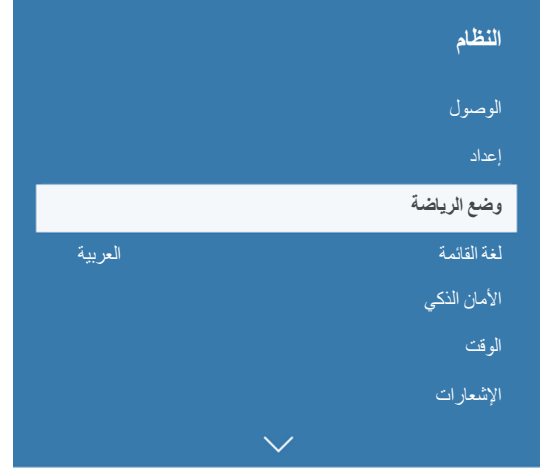 النظام
الوصول
إعداد
وضع الرياضة
لغة القائمة العربية
الأمان الذكي
الوقت
الإشعارات